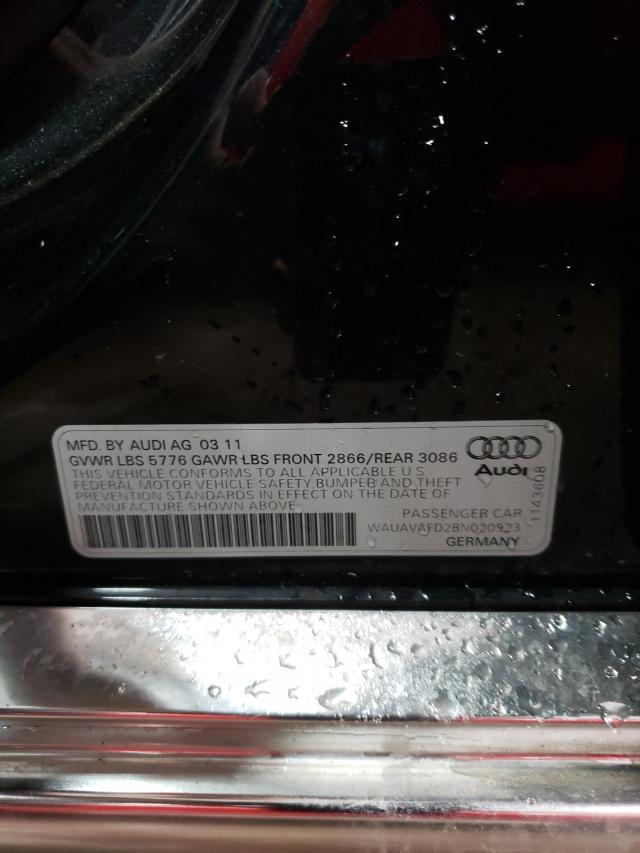 MFD. BY AUDI AG 03 11
GVWR LBS 5776 GAWR LBS FRONT 2866/REAR 3086
THIS VEHICLE CONFORMS TO ALL APPLICABLE U S
FEDERAL MOTOR VEHICLE SAFETY, BUMPER AND THEFT
PREVENTION STANDARDS IN EFFECT ON THE DATE OF
MANUFACTURE SHOWN ABOVE
Audi
PASSENGER CAR
WAUAVAFD2BN020923
GERMANY
1143608